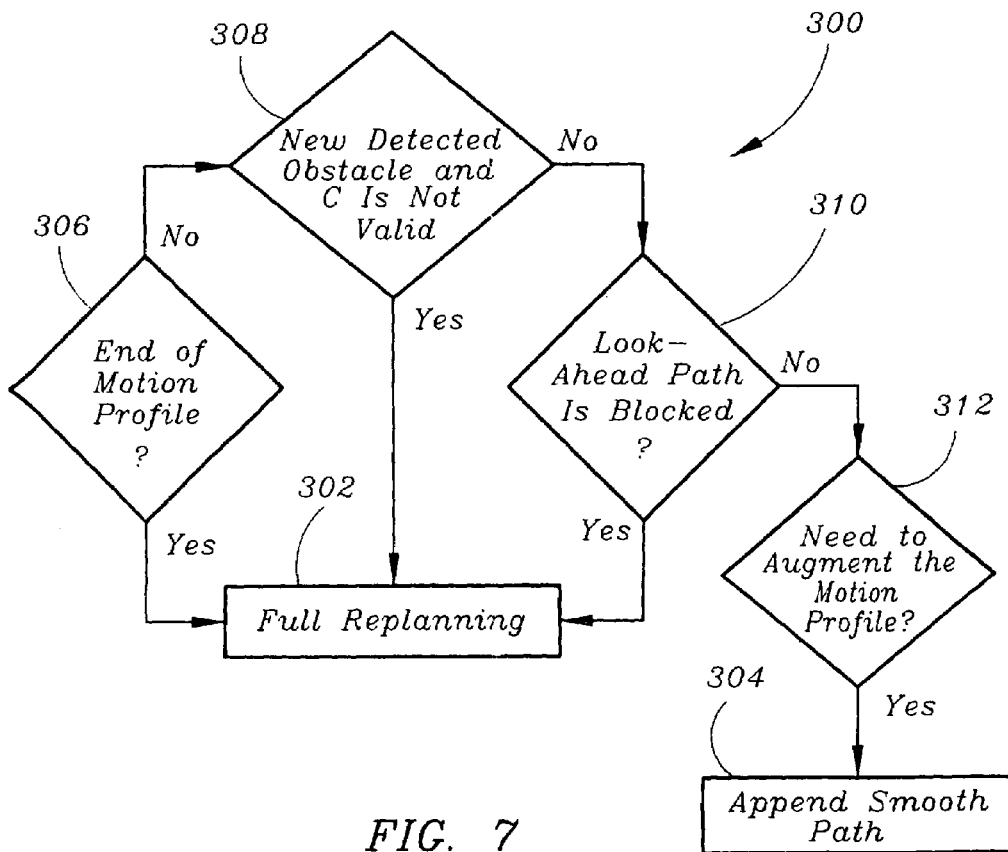 308
300
New Detected
Obstacle and
C Is Not
Valid
No
310
306
No
Yes
End of
Motion
Profile
?
Look-
Ahead Path
Is Blocked
?
No
312
302
Yes
Yes
Full Replanning
Need to
Augment the
Motion
Profile?
304
Yes
Append Smooth
Path
FIG. 7